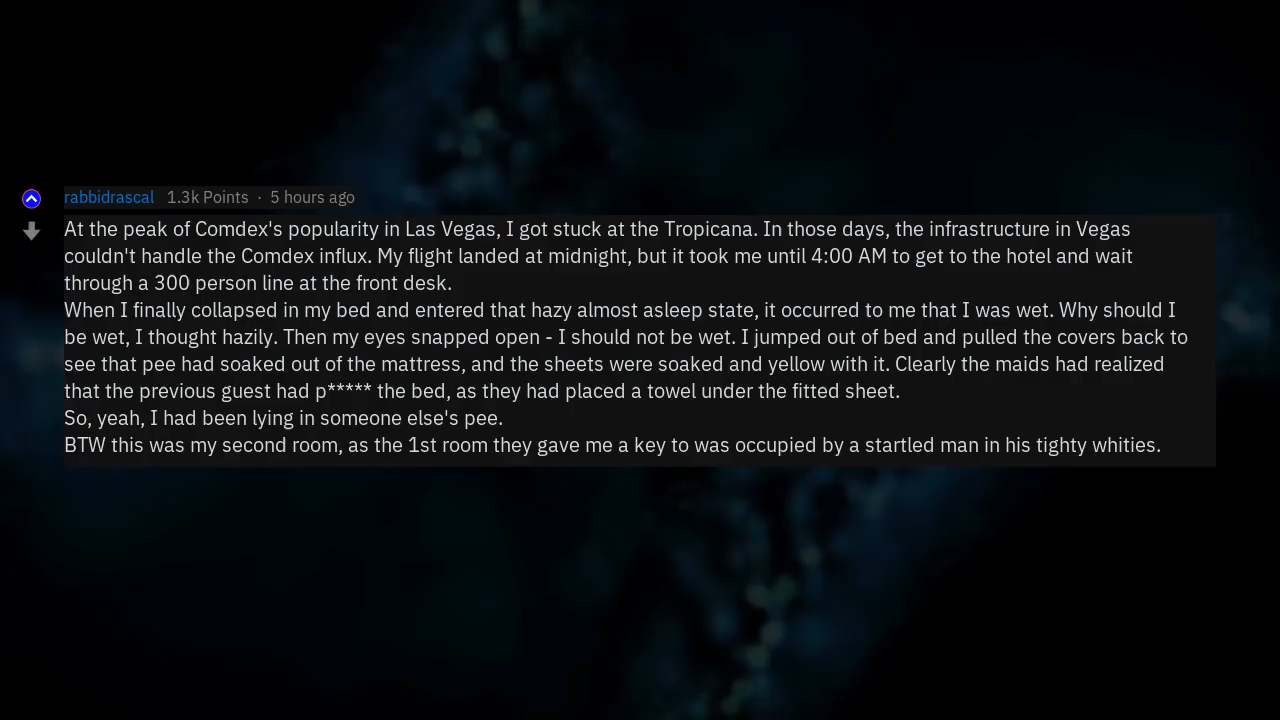 rabbidrascal 1.3k Points · 5 hours ago
At the peak of Comdex's popularity in Las Vegas, I got stuck at the Tropicana. In those days, the infrastructure in Vegas
couldn't handle the Comdex influx. My flight landed at midnight, but it took me until 4:00 AM to get to the hotel and wait
through a 300 person line at the front desk.
When I finally collapsed in my bed and entered that hazy almost asleep state, it occurred to me that I was wet. Why should I
be wet, I thought hazily. Then my eyes snapped open - I should not be wet. I jumped out of bed and pulled the covers back to
see that pee had soaked out of the mattress, and the sheets were soaked and yellow with it. Clearly the maids had realized
that the previous guest had p***** the bed, as they had placed a towel under the fitted sheet.
So, yeah, I had been lying in someone else's pee.
BTW this was my second room, as the 1st room they gave me a key to was occupied by a startled man in his tighty whities.